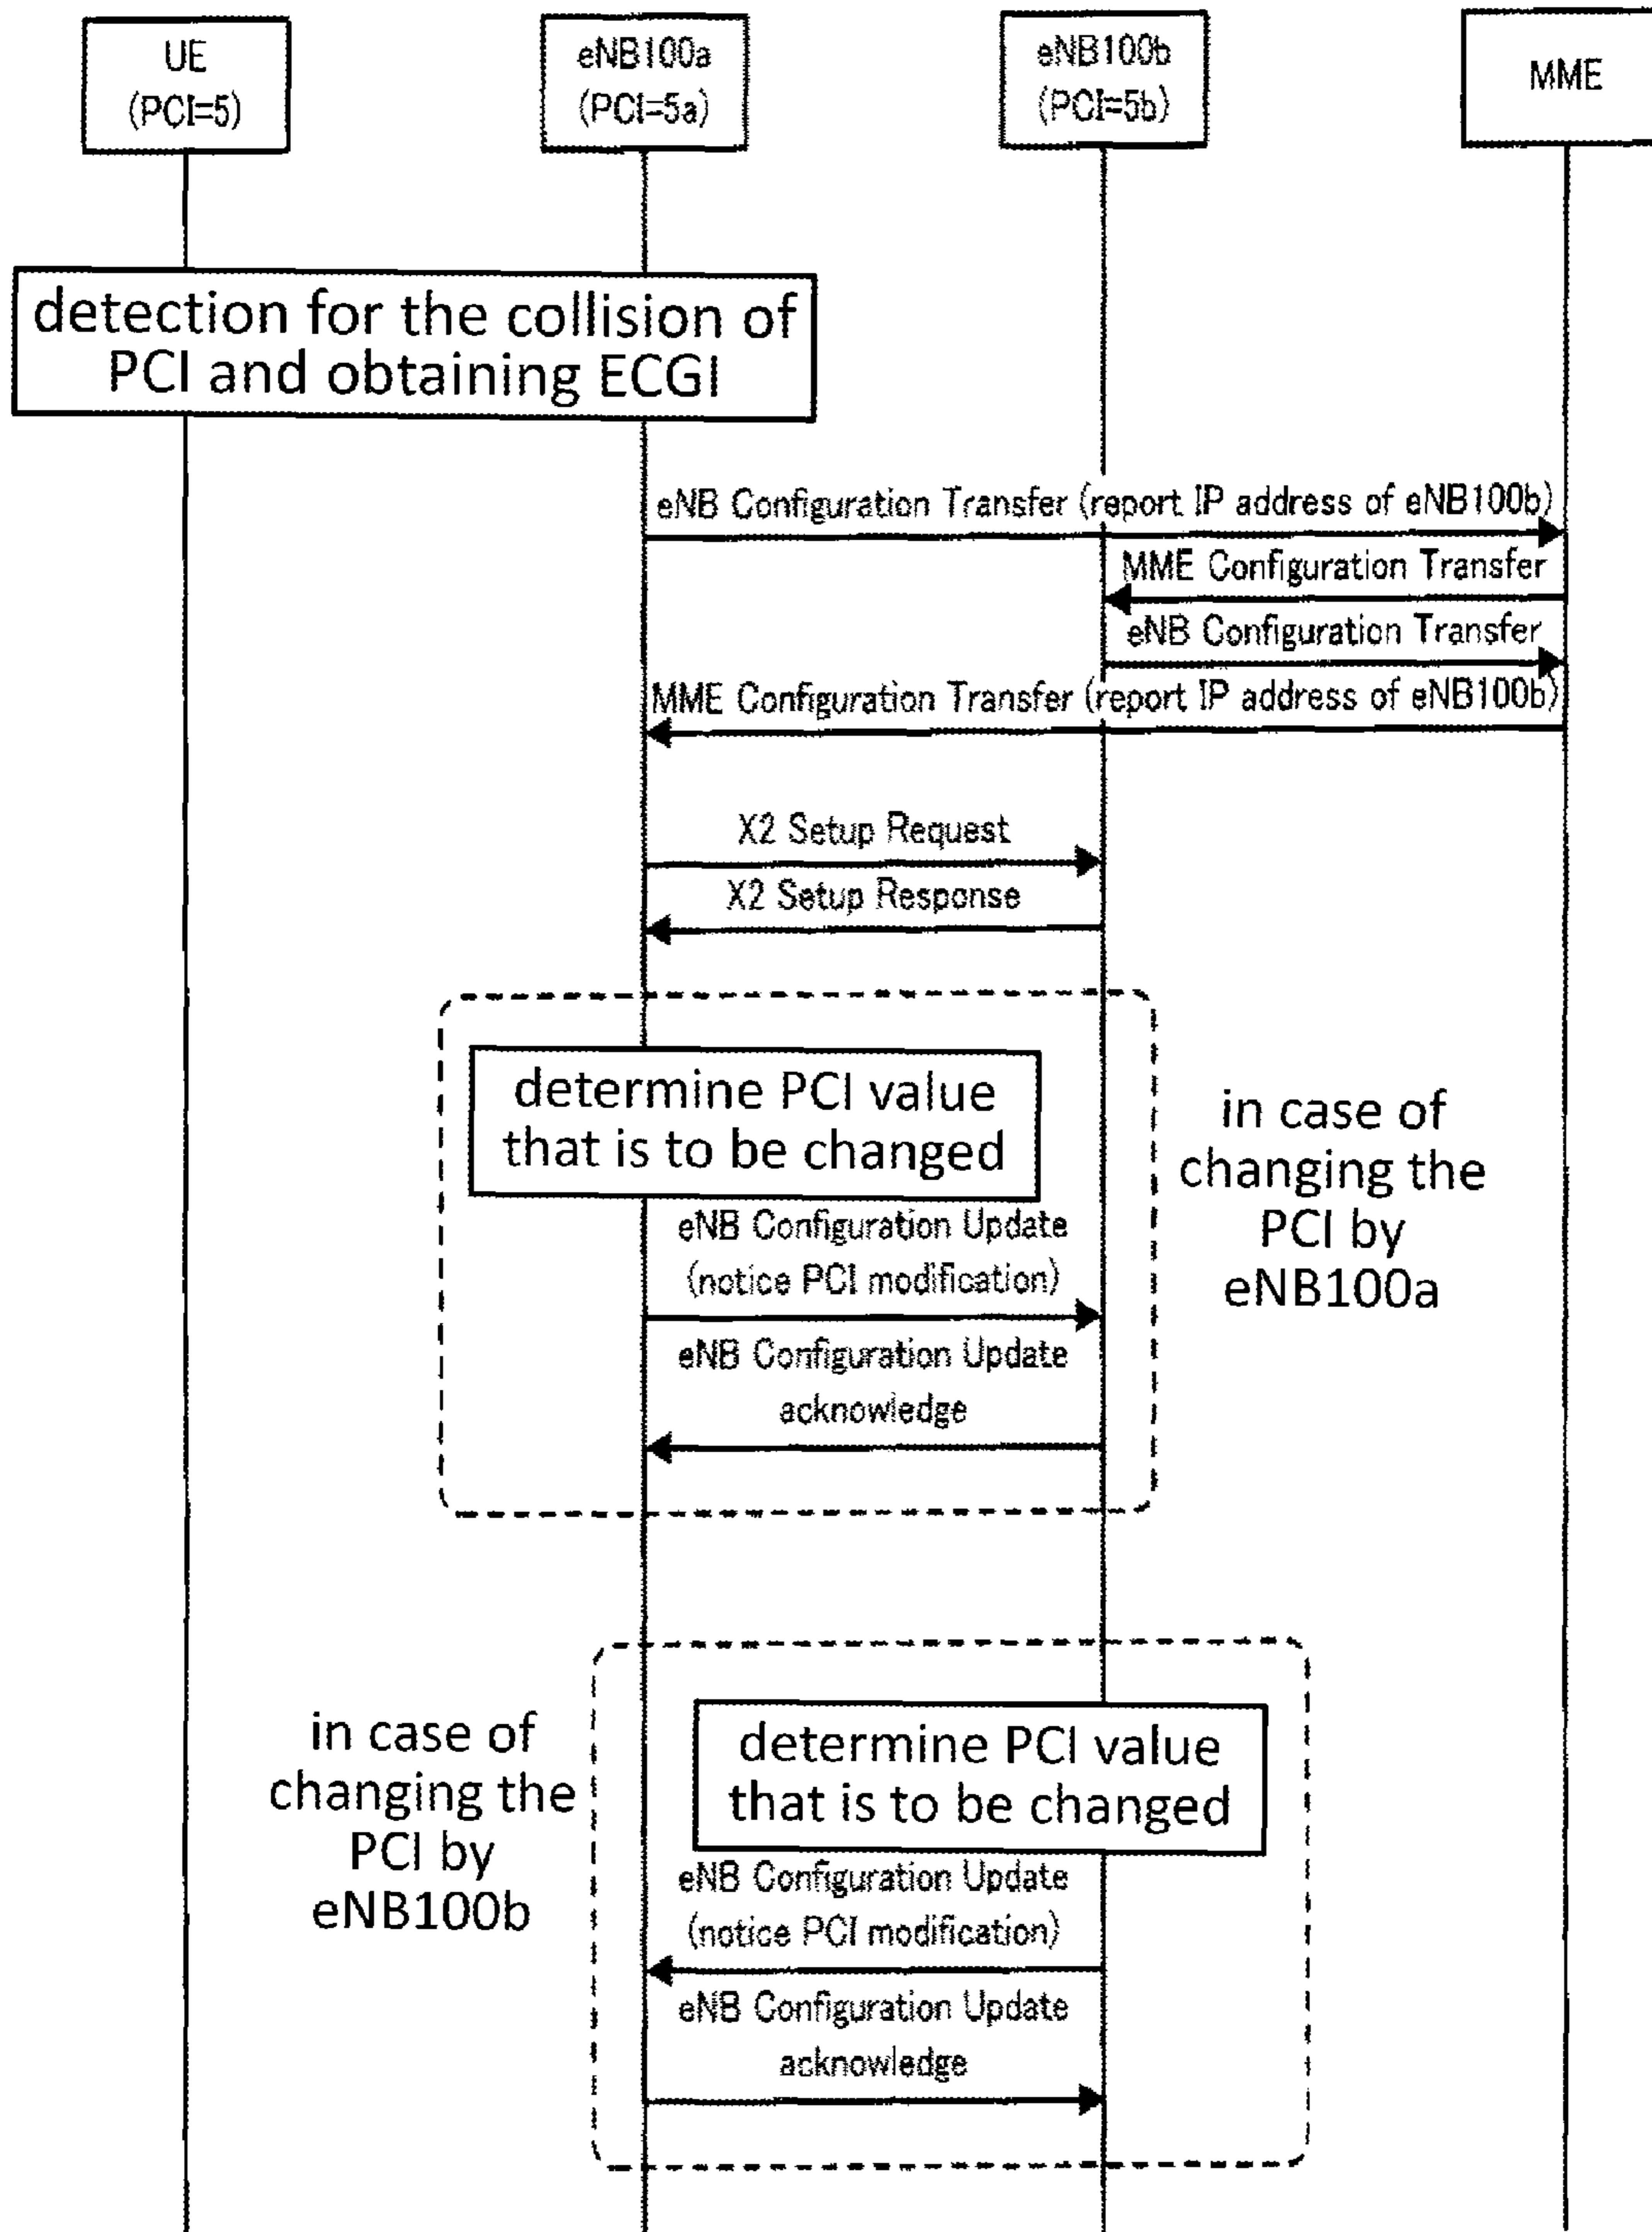 UE
(PCI=5)
eNB100a
(PCI=5a)
eNB100b
(PCI=5b)
MME
detection for the collision of
PCI and obtaining ECGI
eNB Configuration Transfer (report IP address of eNB100b)
MME Configuration Transfer
eNB Configuration Transfer
MME Configuration Transfer (report IP address of eNB100b)
X2 Setup Request
X2 Setup Response
determine PCI value
that is to be changed
in case of
changing the
PCI by
eNB100a
eNB Configuration Update
(notice PCI modification)
eNB Configuration Update
acknowledge
in case of
changing the
PCI by
eNB100b
determine PCI value
that is to be changed
eNB Configuration Update
(notice PCI modification)
eNB Configuration Update
acknowledge